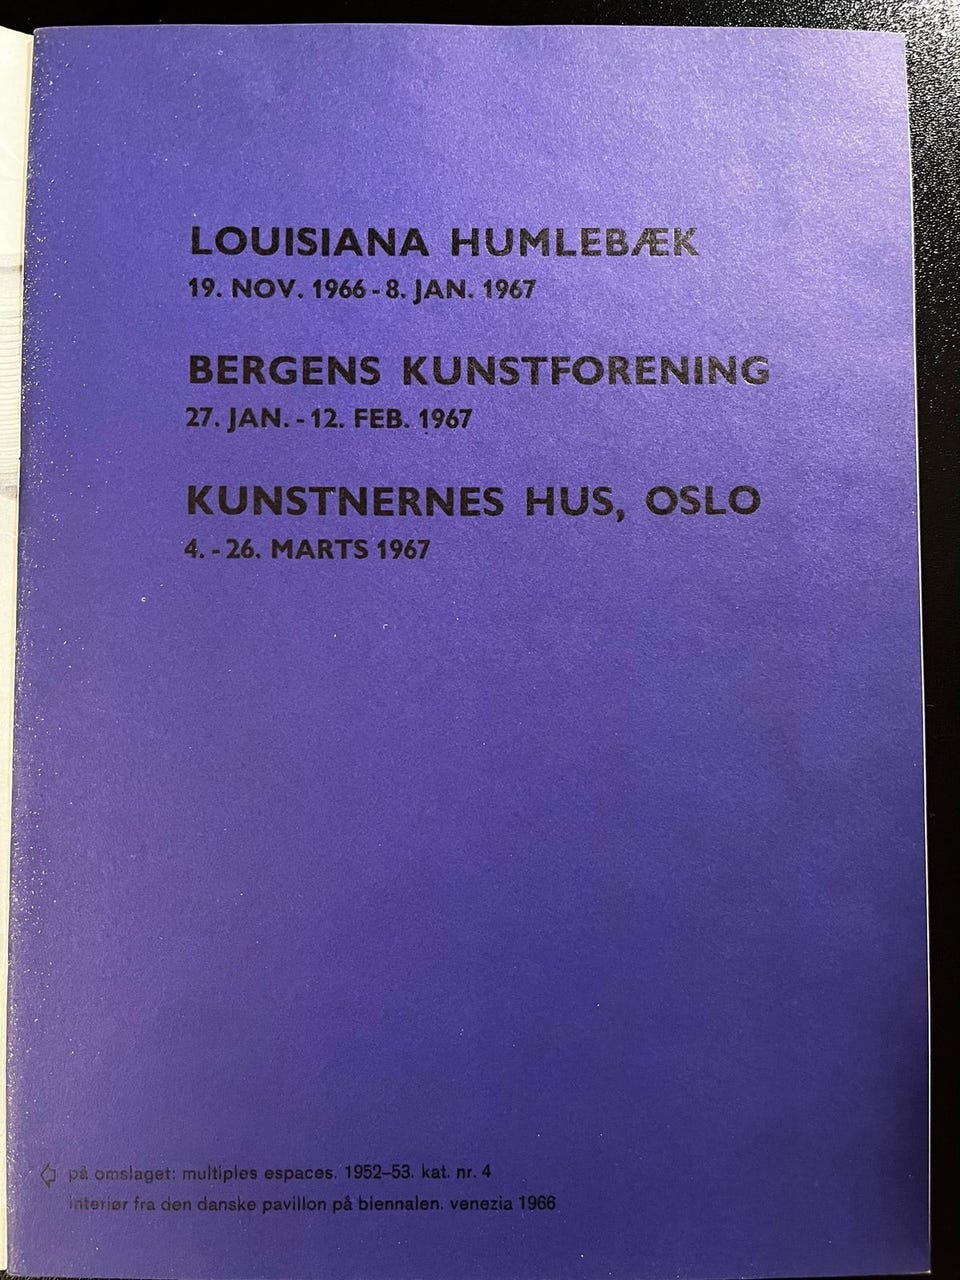 LOUISIANA HUMLEBÆK
19. NOV. 1966 - 8. JAN. 1967
BERGENS KUNSTFORENING
27. JAN. - 12. FEB. 1967
KUNSTNERNES HUS, OSLO
4. - 26. MARTS 1967
på omslaget: multiples espaces. 1952–53. kat. nr. 4
interiør fra den danske pavillon på biennalen. venezia 1966